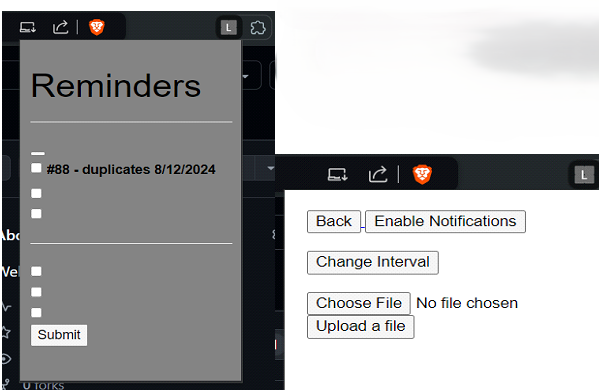 L
Reminders
#88 - duplicates 8/12/2024
Submit
Abo
Wel
0 forks
L
Back Enable Notifications
Change Interval
Choose File No file chosen
Upload a file